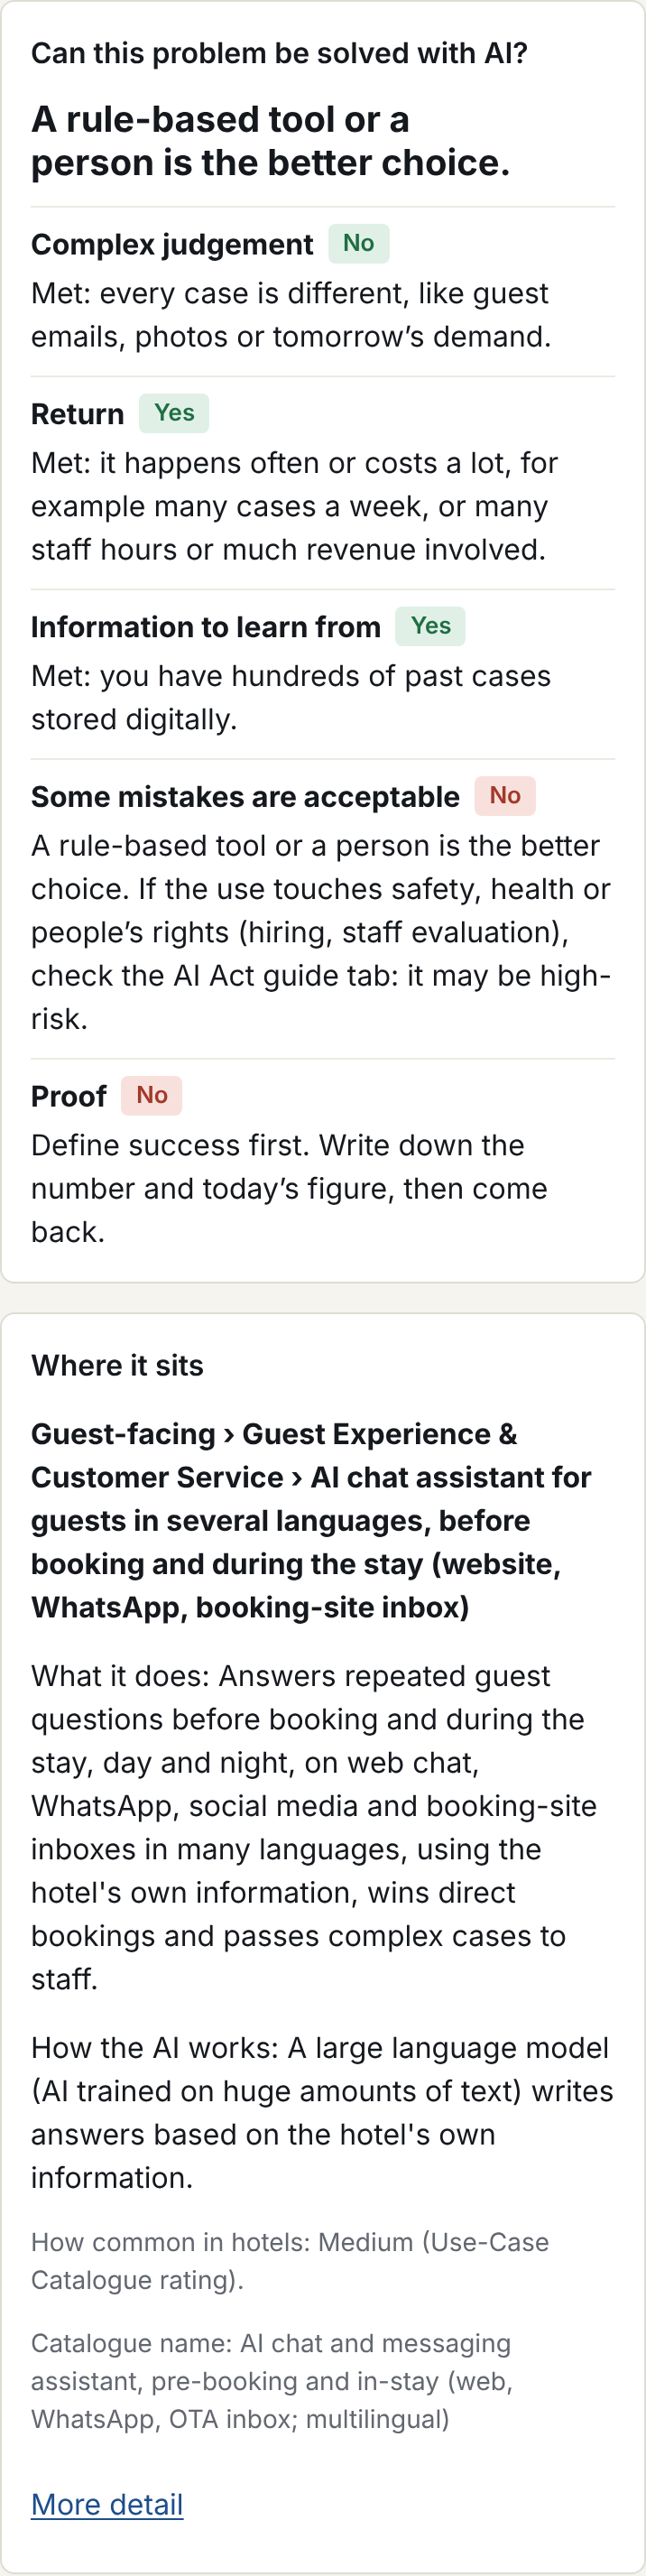 Can this problem be solved with AI?
A rule-based tool or a
person is the better choice.
Complex judgement No
Met: every case is different, like guest
emails, photos or tomorrow’s demand.
Return Yes
Met: it happens often or costs a lot, for
example many cases a week, or many
staff hours or much revenue involved.
Information to learn from Yes
Met: you have hundreds of past cases
stored digitally.
Some mistakes are acceptable No
A rule-based tool or a person is the better
choice. If the use touches safety, health or
people’s rights (hiring, staff evaluation),
check the AI Act guide tab: it may be high-
risk.
Proof No
Define success first. Write down the
number and today’s figure, then come
back.
Where it sits
Guest-facing › Guest Experience &
Customer Service › AI chat assistant for
guests in several languages, before
booking and during the stay (website,
WhatsApp, booking-site inbox)
What it does: Answers repeated guest
questions before booking and during the
stay, day and night, on web chat,
WhatsApp, social media and booking-site
inboxes in many languages, using the
hotel's own information, wins direct
bookings and passes complex cases to
staff.
How the AI works: A large language model
(AI trained on huge amounts of text) writes
answers based on the hotel's own
information.
How common in hotels: Medium (Use-Case
Catalogue rating).
Catalogue name: AI chat and messaging
assistant, pre-booking and in-stay (web,
WhatsApp, OTA inbox; multilingual)
More detail